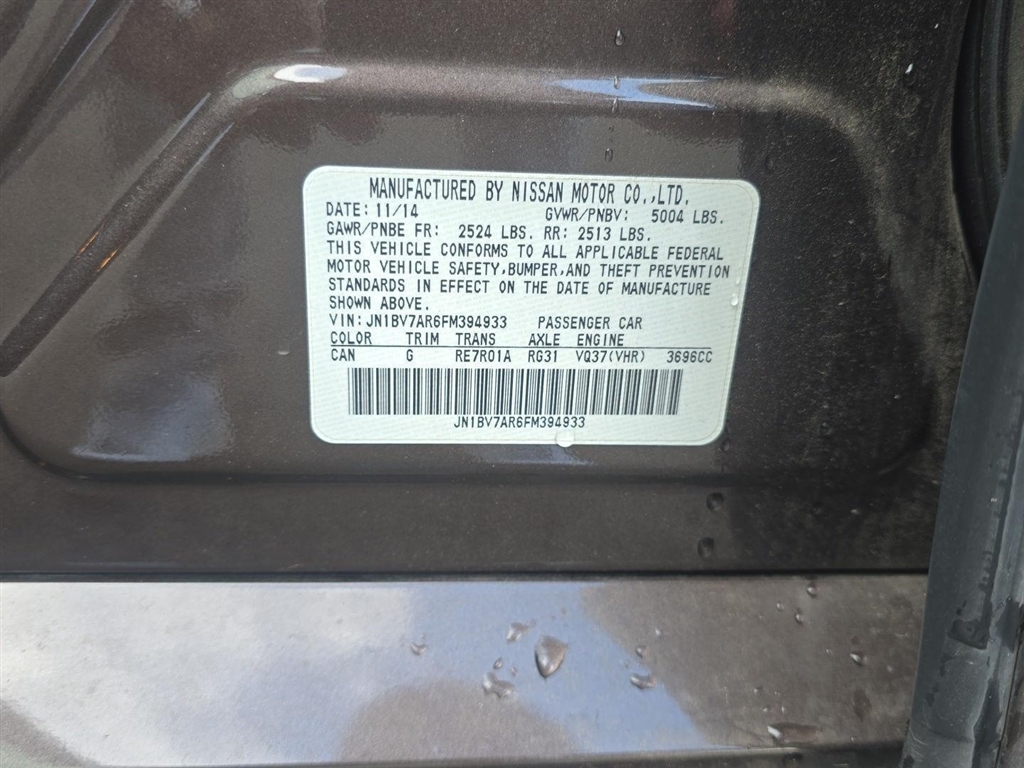 MANUFACTURED BY NISSAN MOTOR CO.,LTD.
DATE: 11/14 GVWR/PNBV: 5004 LBS.
GAWR/PNBE FR: 2524 LBS. RR: 2513 LBS.
THIS VEHICLE CONFORMS TO ALL APPLICABLE FEDERAL
MOTOR VEHICLE SAFETY,BUMPER,AND THEFT PREVENTION
STANDARDS IN EFFECT ON THE DATE OF MANUFACTURE
SHOWN ABOVE.
VIN:JN1BV7AR6FM394933 PASSENGER CAR
COLOR TRIM TRANS AXLE ENGINE
CAN G RE7R01A RG31 VQ37(VHR) 3696CC
JN1BV7AR6FM394933